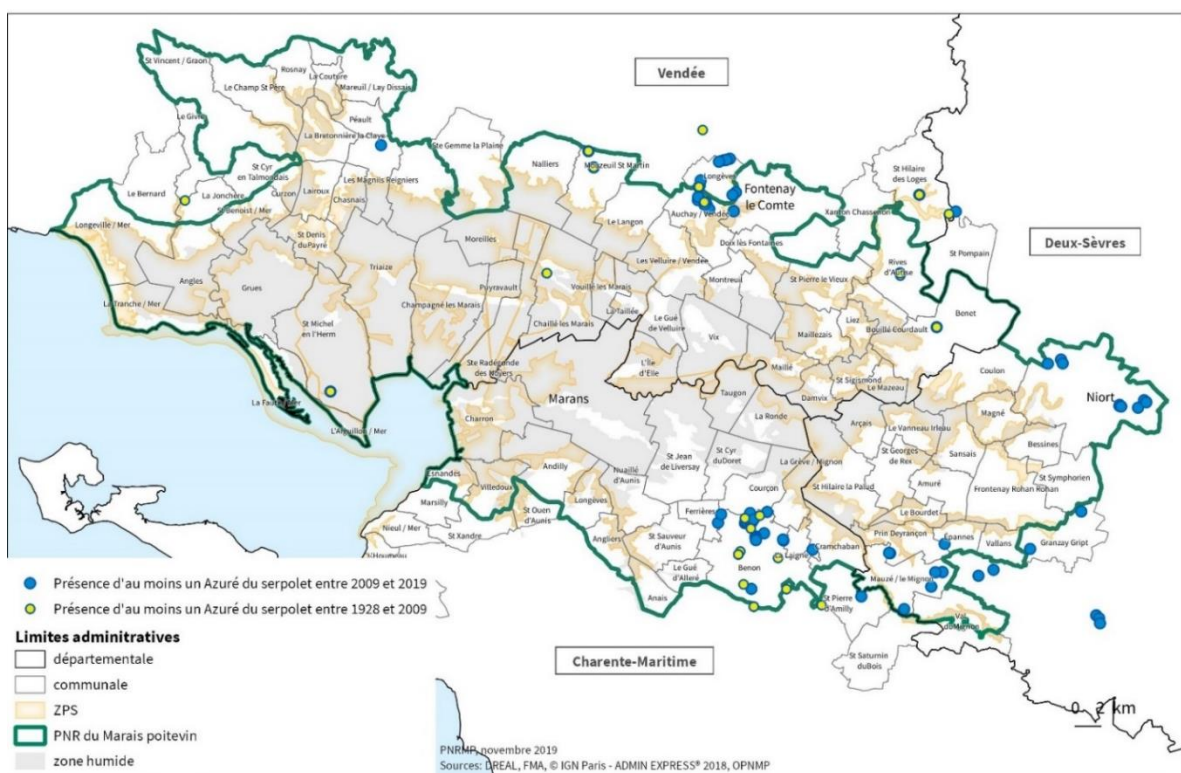 Vendée
Deux-Sèvres
Charente-Maritime
St Vincent / Graon
Rosnay
La Couture
Le Champ St Père
Mareuil / Lay Dissais
Péault
Le Givre
La Bretonnière la Claye
Ste Gemme la Plaine
St Cyr
en Talmondais
Les Magnils Reigniers
Nalliers
Mouzeuil St Martin
Longèves
Fontenay
le Comte
St Hilaire
des Loges
Le Bernard
La Jonchère
Curzon
Lairoux
Chasnais
St Benoist / Mer
Xanton Chassenon
Auchay / Vendée
Le Langon
Longeville / Mer
St Denis
du Payré
Moreilles
Doix lès Fontaines
St Pompain
Les Velluire / Vendée
Rives
d'Autise
Triaize
Angles
Grues
Puyravault
Vouillé les Marais
Montreuil
St Pierre le Vieux
La Tranche / Mer
Champagné les Marais
La Taillée
Le Gué
de Velluire
Vix
Liez
Bouillé Courdault
Benet
St Michel
en l'Herm
Chaillé les Marais
Maillezais
Ste Radégonde
des Noyers
L'Île
d'Elle
Maillé
St Sigismond
Le Mazeau
Coulon
Niort
La Faute / Mer
Marans
Taugon
Damvix
Magné
L'Aiguillon / Mer
Charron
La Ronde
Arçais
Le Vanneau Irleau
Bessines
Esnandes
Andilly
Nuaillé
d'Aunis
St Jean
de Liversay
St Cyr
du Doret
La Grève / Mignon
St Georges
de Rex
Sansais
St Symphorien
Villedoux
St Hilaire la Palud
Amuré
Frontenay Rohan Rohan
Marsilly
Longèves
Courçon
Ferrières
Le Bourdet
Nieul / Mer
St Xandre
St Ouen
d'Aunis
Angliers
St Sauveur
d'Aunis
Prin Deyrançon
Épannes
Vallans
Granzay Gript
Cramchaban
Laigne
Benon
Le Gué
d'Alleré
Mauzé / le Mignon
Anais
St Pierre
d'Amilly
Val
du Mignon
St Saturnin
du Bois
Présence d'au moins un Azuré du serpolet entre 2009 et 2019
Présence d'au moins un Azuré du serpolet entre 1928 et 2009
Limites adminitratives
départementale
communale
ZPS
PNR du Marais poitevin
zone humide
0 2 km
PNRMP, novembre 2019
Sources: DREAL, FMA, © IGN Paris - ADMIN EXPRESS® 2018, OPNMP